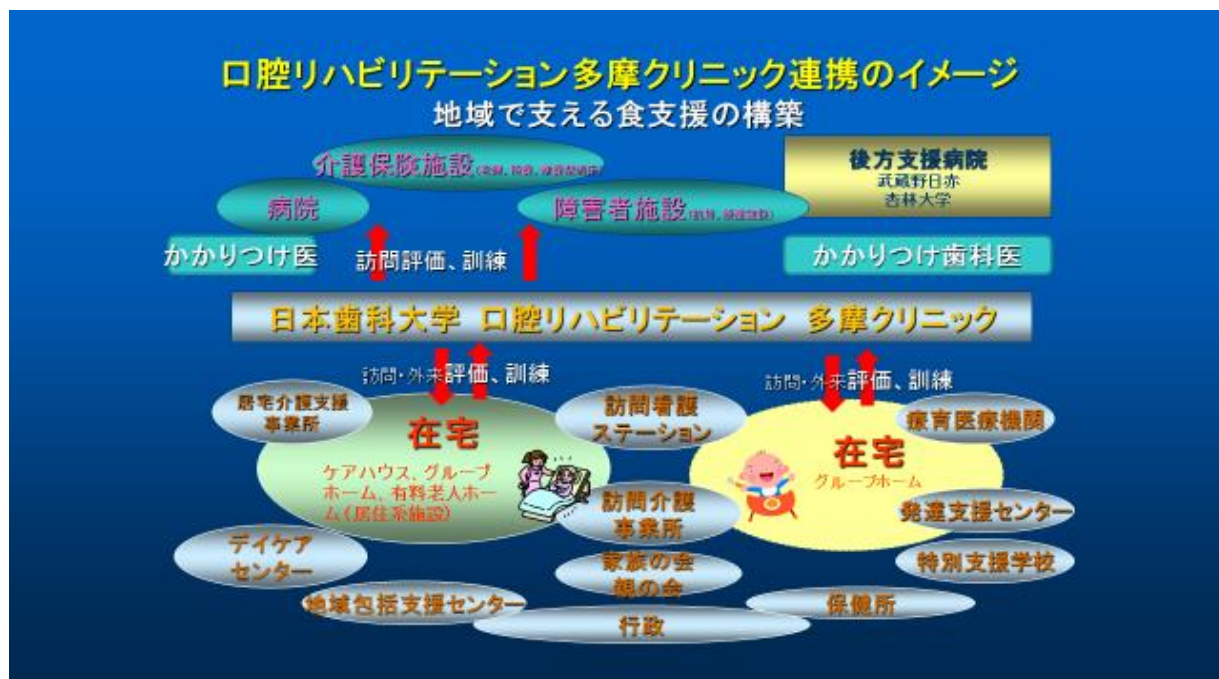 口腔リハビリテーション多摩クリニック連携のイメージ
地域で支える食支援の構築
介護保険施設
後方支援病院
武蔵野日赤
杏林大学
病院
障害者施設
かかりつけ医
訪問評価、訓練
かかりつけ歯科医
日本歯科大学 口腔リハビリテーション 多摩クリニック
訪問・外来評価、訓練
訪問・外来評価、訓練
居宅介護支援
事業所
在宅
ケアハウス、グループ
ホーム、有料老人ホー
ム(居住系施設)
訪問看護
ステーション
在宅
グループホーム
療育医療機関
訪問介護
事業所
発達支援センター
デイケア
センター
家族の会
親の会
特別支援学校
地域包括支援センター
行政
保健所